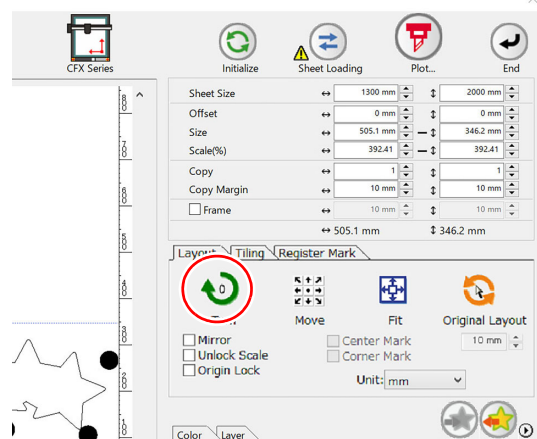 CFX Series
Initialize
Sheet Loading
Plot...
End
Sheet Size 1300 mm 2000 mm
Offset 0 mm 0 mm
Size 505.1 mm 346.2 mm
Scale(%) 392.41 392.41
Copy 1 1
Copy Margin 10 mm 10 mm
Frame 10 mm 10 mm
505.1 mm 346.2 mm
Layout Tiling Register Mark
0
Move Fit Original Layout
Mirror Center Mark 10 mm
Unlock Scale Corner Mark
Origin Lock
Unit: mm
Color Layer